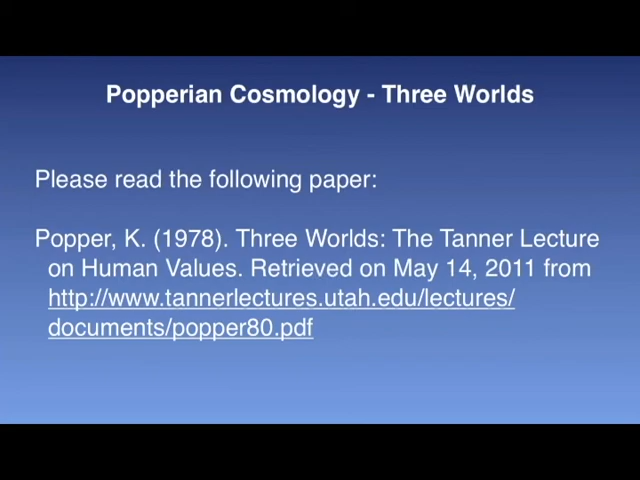 Popperian Cosmology - Three Worlds
Please read the following paper:
Popper, K. (1978). Three Worlds: The Tanner Lecture
on Human Values. Retrieved on May 14, 2011 from
http://www.tannerlectures.utah.edu/lectures/
documents/popper80.pdf